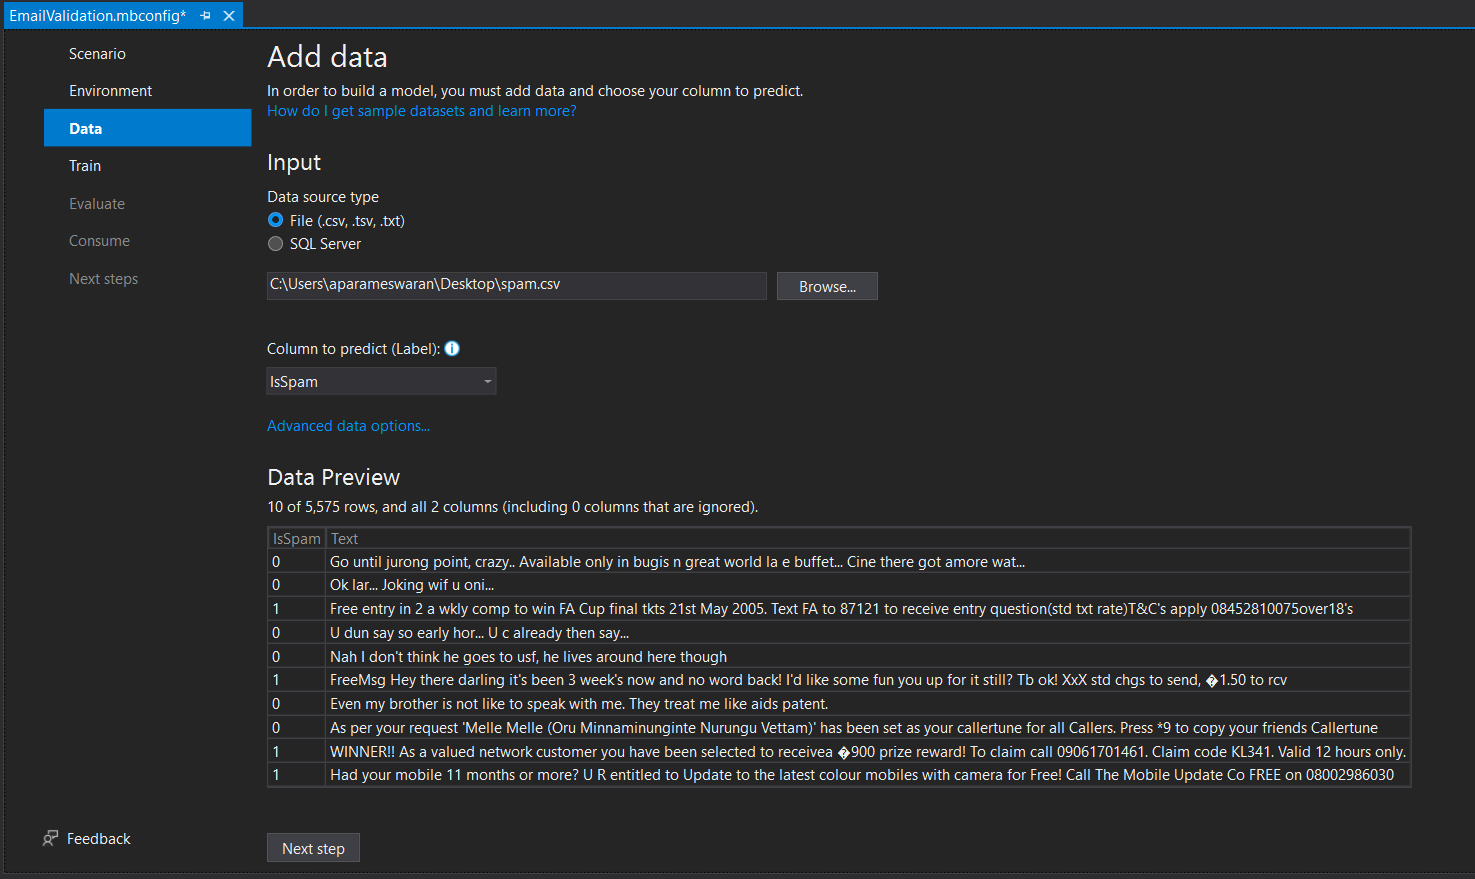 EmailValidation.mbconfig*
Scenario
Environment
Data
Train
Evaluate
Consume
Next steps
Add data
In order to build a model, you must add data and choose your column to predict.
How do I get sample datasets and learn more?
Input
Data source type
File (.csv, .tsv, .txt)
SQL Server
C:\Users\aparameswaran\Desktop\spam.csv
Browse...
Column to predict (Label):
IsSpam
Advanced data options...
Data Preview
10 of 5,575 rows, and all 2 columns (including 0 columns that are ignored).
IsSpam Text
0 Go until jurong point, crazy.. Available only in bugis n great world la e buffet... Cine there got amore wat...
0 Ok lar... Joking wif u oni...
1 Free entry in 2 a wkly comp to win FA Cup final tkts 21st May 2005. Text FA to 87121 to receive entry question(std txt rate)T&C's apply 08452810075over18's
0 U dun say so early hor... U c already then say...
0 Nah I don't think he goes to usf, he lives around here though
1 FreeMsg Hey there darling it's been 3 week's now and no word back! I'd like some fun you up for it still? Tb ok! XxX std chgs to send, �1.50 to rcv
0 Even my brother is not like to speak with me. They treat me like aids patent.
0 As per your request 'Melle Melle (Oru Minnaminunginte Nurungu Vettam)' has been set as your callertune for all Callers. Press *9 to copy your friends Callertune
1 WINNER!! As a valued network customer you have been selected to receivea �900 prize reward! To claim call 09061701461. Claim code KL341. Valid 12 hours only.
1 Had your mobile 11 months or more? U R entitled to Update to the latest colour mobiles with camera for Free! Call The Mobile Update Co FREE on 08002986030
Feedback
Next step